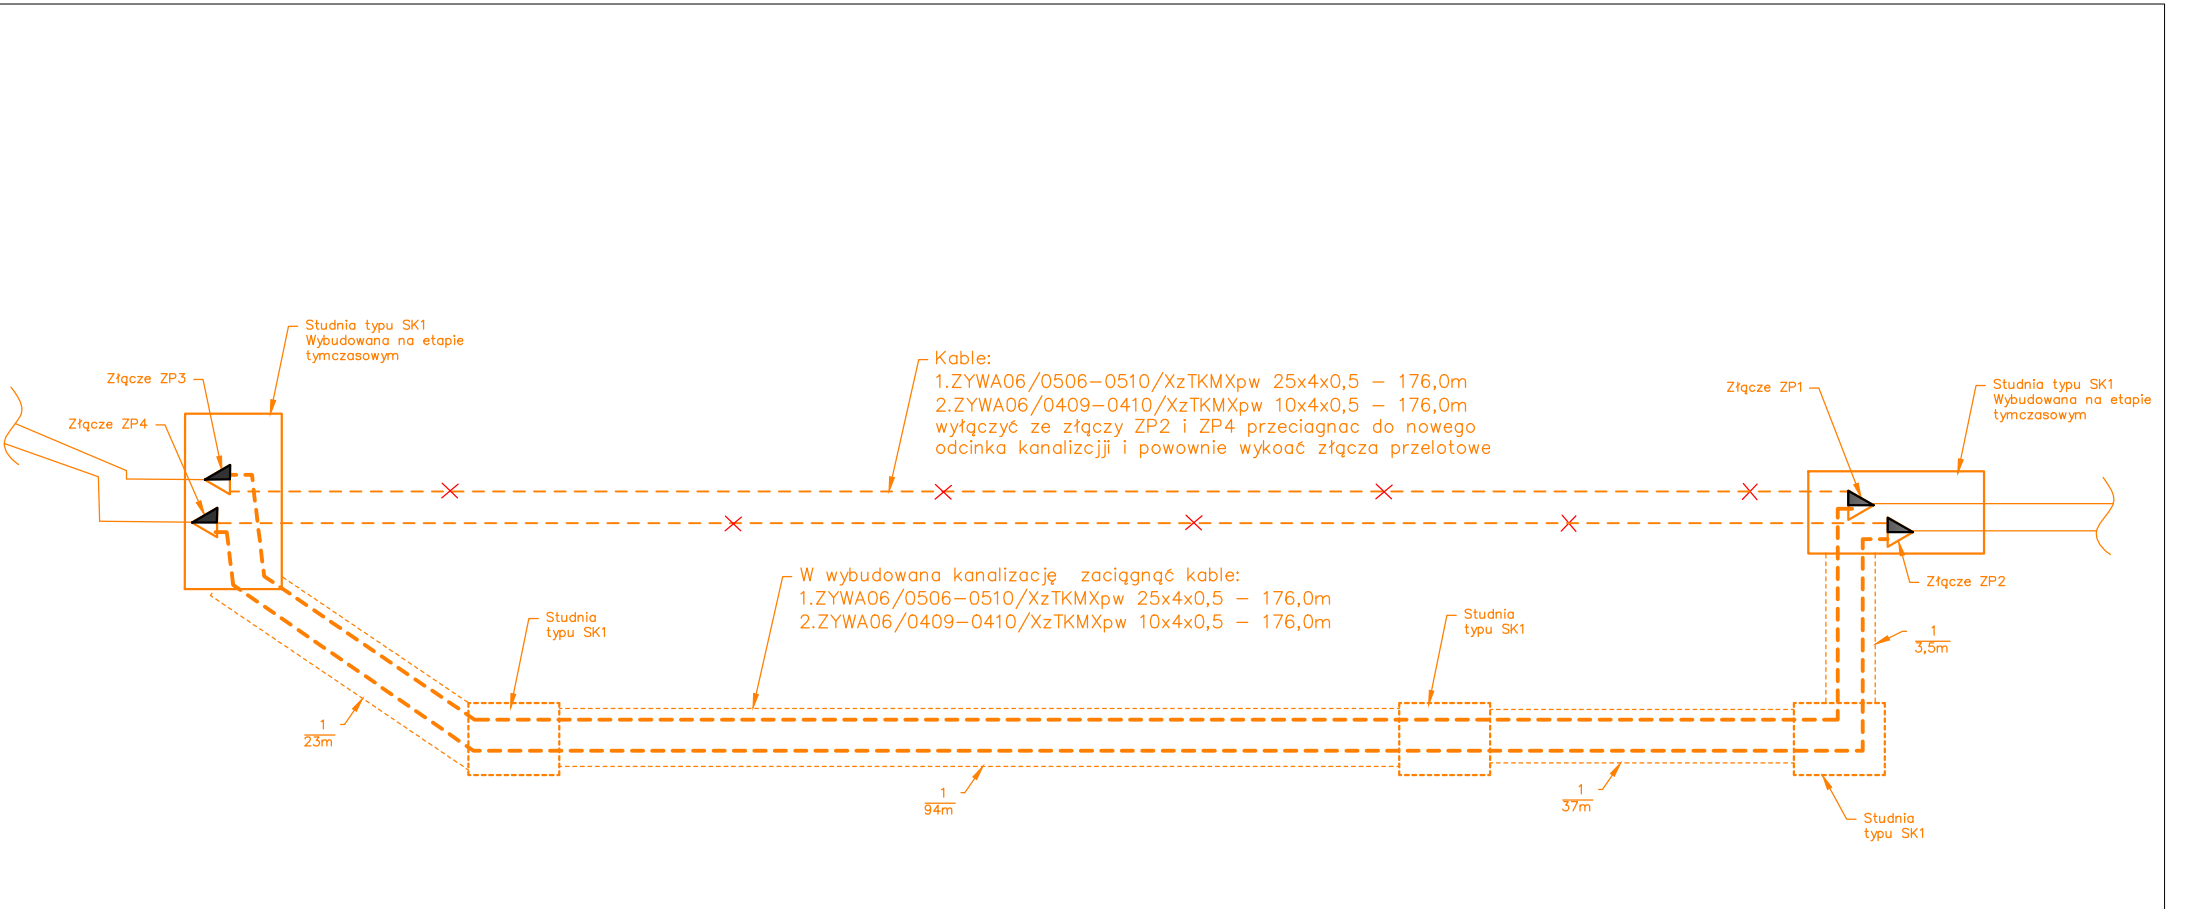 Studnia typu SK1
Wybudowana na etapie
tymczasowym
Złącze ZP3
Złącze ZP4
Kable:
1.ZYWA06/0506-0510/XzTKMXpw 25x4x0,5 - 176,0m
2.ZYWA06/0409-0410/XzTKMXpw 10x4x0,5 - 176,0m
wyłączyć ze złączy ZP2 i ZP4 przeciagnac do nowego
odcinka kanalizcjji i powownie wykoać złącza przelotowe
Złącze ZP1
Studnia typu SK1
Wybudowana na etapie
tymczasowym
W wybudowana kanalizację zaciągnąć kable:
1.ZYWA06/0506-0510/XzTKMXpw 25x4x0,5 - 176,0m
2.ZYWA06/0409-0410/XzTKMXpw 10x4x0,5 - 176,0m
Złącze ZP2
Studnia
typu SK1
Studnia
typu SK1
1
3,5m
1
23m
1
94m
1
37m
Studnia
typu SK1